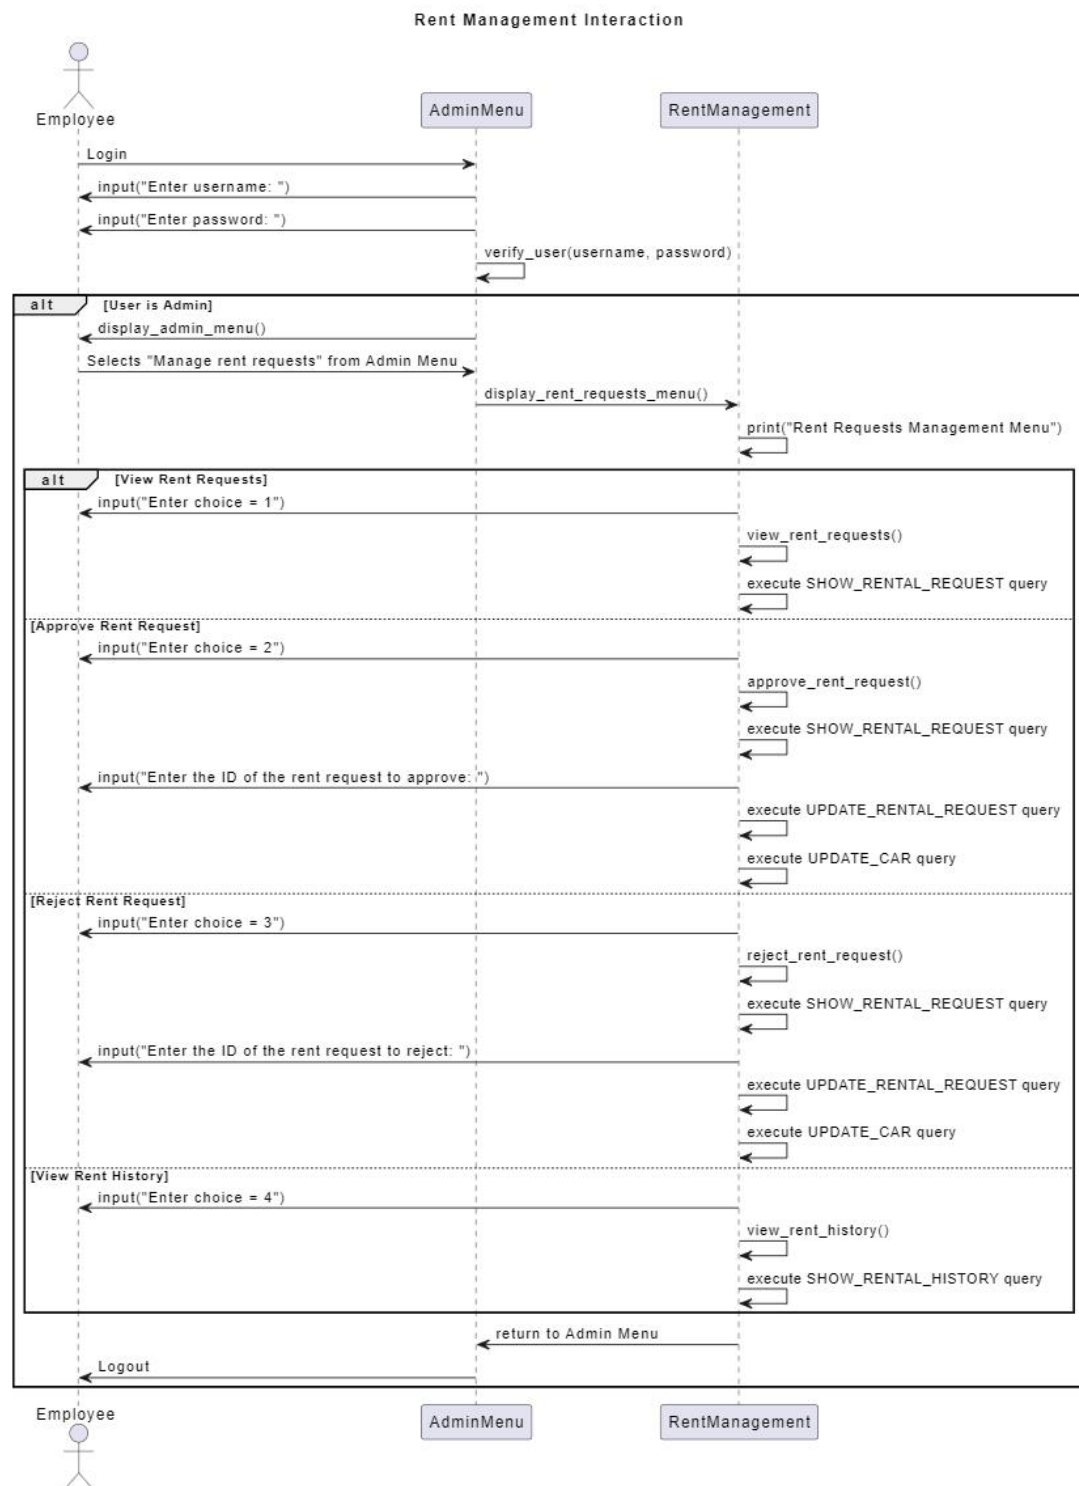 Rent Management Interaction
Employee
AdminMenu
RentManagement
Login
input("Enter username: ")
input("Enter password: ")
verify_user(username, password)
alt [User is Admin]
display_admin_menu()
Selects "Manage rent requests" from Admin Menu
display_rent_requests_menu()
print("Rent Requests Management Menu")
alt [View Rent Requests]
input("Enter choice = 1")
view_rent_requests()
execute SHOW_RENTAL_REQUEST query
[Approve Rent Request]
input("Enter choice = 2")
approve_rent_request()
execute SHOW_RENTAL_REQUEST query
input("Enter the ID of the rent request to approve: ")
execute UPDATE_RENTAL_REQUEST query
execute UPDATE_CAR query
[Reject Rent Request]
input("Enter choice = 3")
reject_rent_request()
execute SHOW_RENTAL_REQUEST query
input("Enter the ID of the rent request to reject: ")
execute UPDATE_RENTAL_REQUEST query
execute UPDATE_CAR query
[View Rent History]
input("Enter choice = 4")
view_rent_history()
execute SHOW_RENTAL_HISTORY query
return to Admin Menu
Logout
Employee
AdminMenu
RentManagement